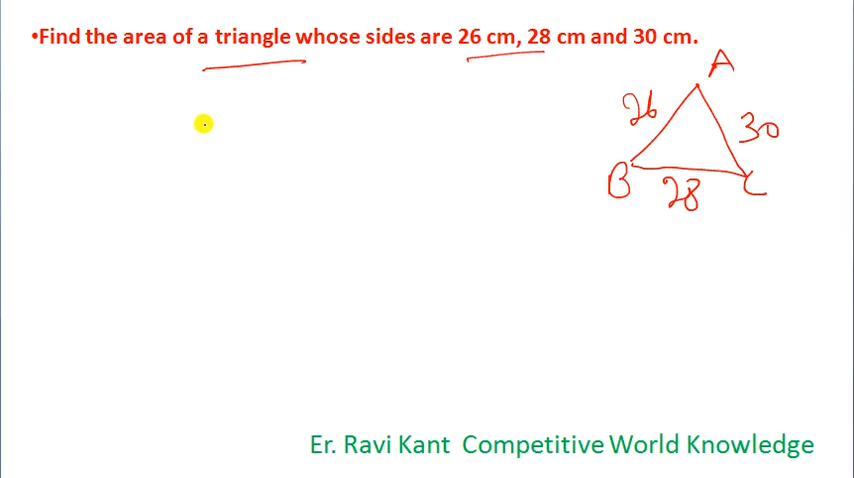 •Find the area of a triangle whose sides are 26 cm, 28 cm and 30 cm.
A
26
30
B
28
C
Er. Ravi Kant Competitive World Knowledge